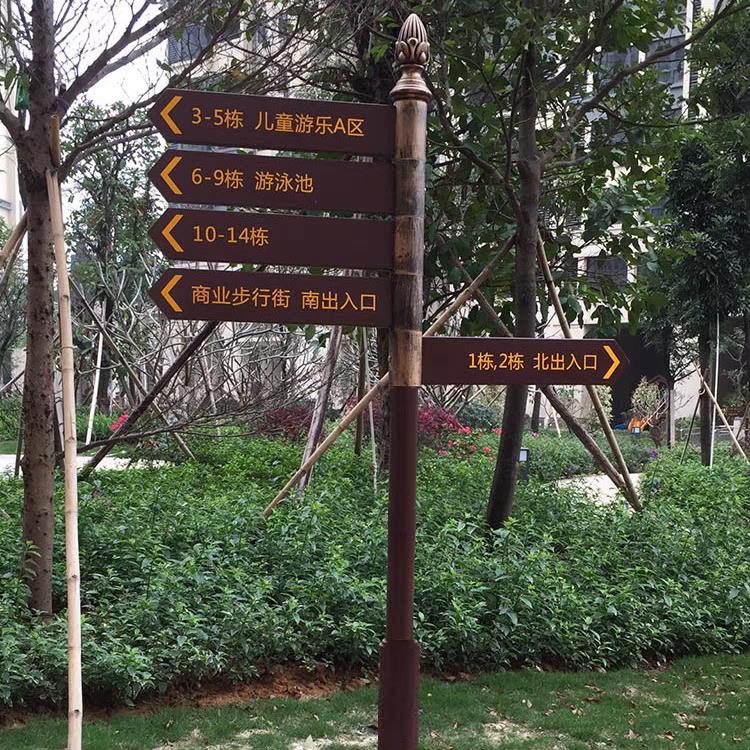 3-5栋 儿童游乐A区
6-9栋 游泳池
10-14栋
商业步行街 南出入口
1栋,2栋 北出入口